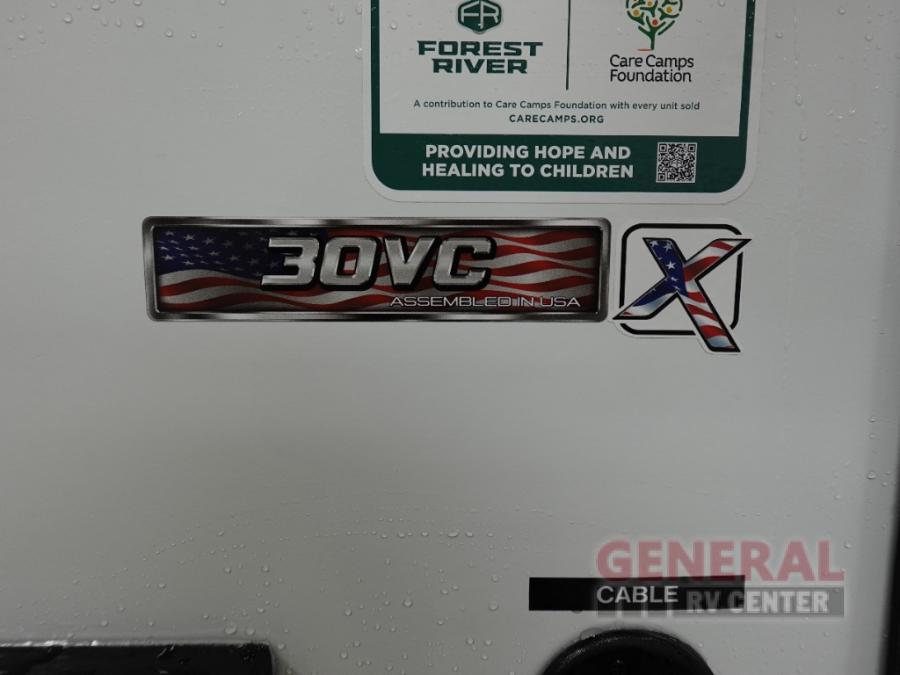 FR
FOREST
RIVER
Care Camps
Foundation
A contribution to Care Camps Foundation with every unit sold
CARECAMPS.ORG
PROVIDING HOPE AND
HEALING TO CHILDREN
30VC
ASSEMBLED IN USA
X
CABLE
GENERAL
RV CENTER